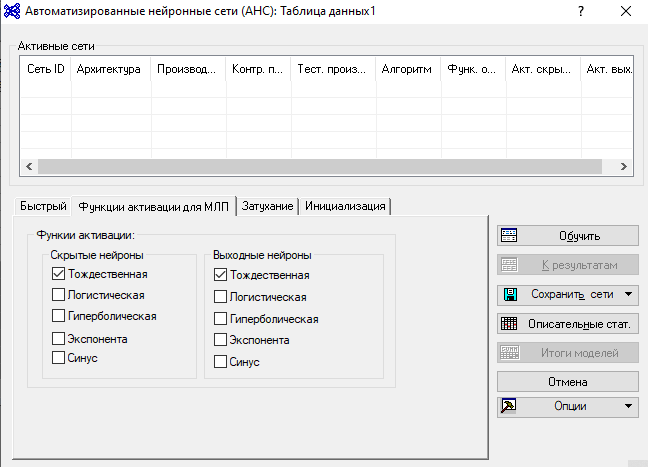 Автоматизированные нейронные сети (АНС): Таблица данных1
?
Активные сети
Сеть ID Архитектура Производ... Контр. п... Тест. произ... Алгоритм Функ. о... Акт. скры... Акт. вых.
Быстрый Функции активации для МЛП Затухание Инициализация
Функии активации:
Скрытые нейроны
Тождественная
Логистическая
Гиперболическая
Экспонента
Синус
Выходные нейроны
Тождественная
Логистическая
Гиперболическая
Экспонента
Синус
Обучить
К результатам
Сохранить сети
Описательные стат.
Итоги моделей
Отмена
Опции